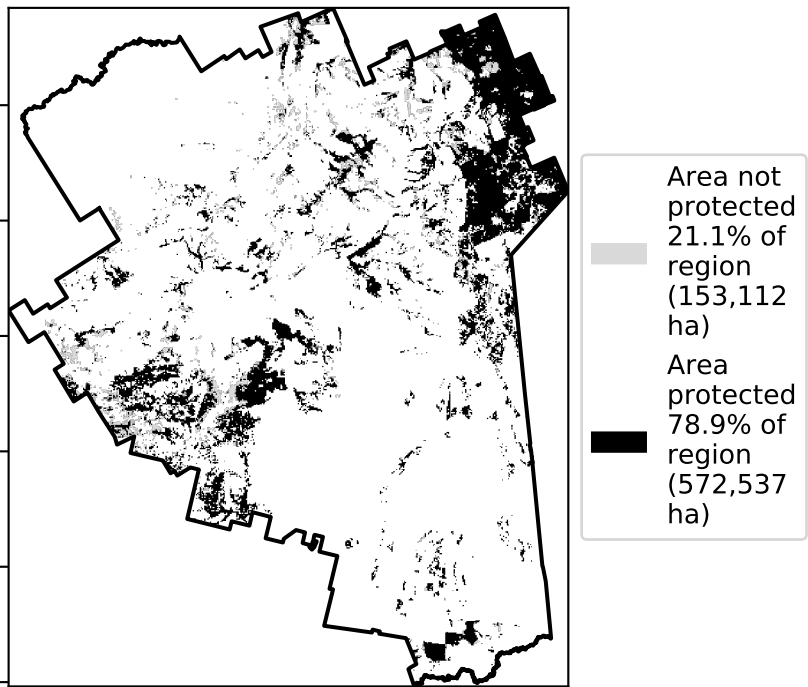 Area not
protected
21.1% of
region
(153,112
ha)
Area
protected
78.9% of
region
(572,537
ha)